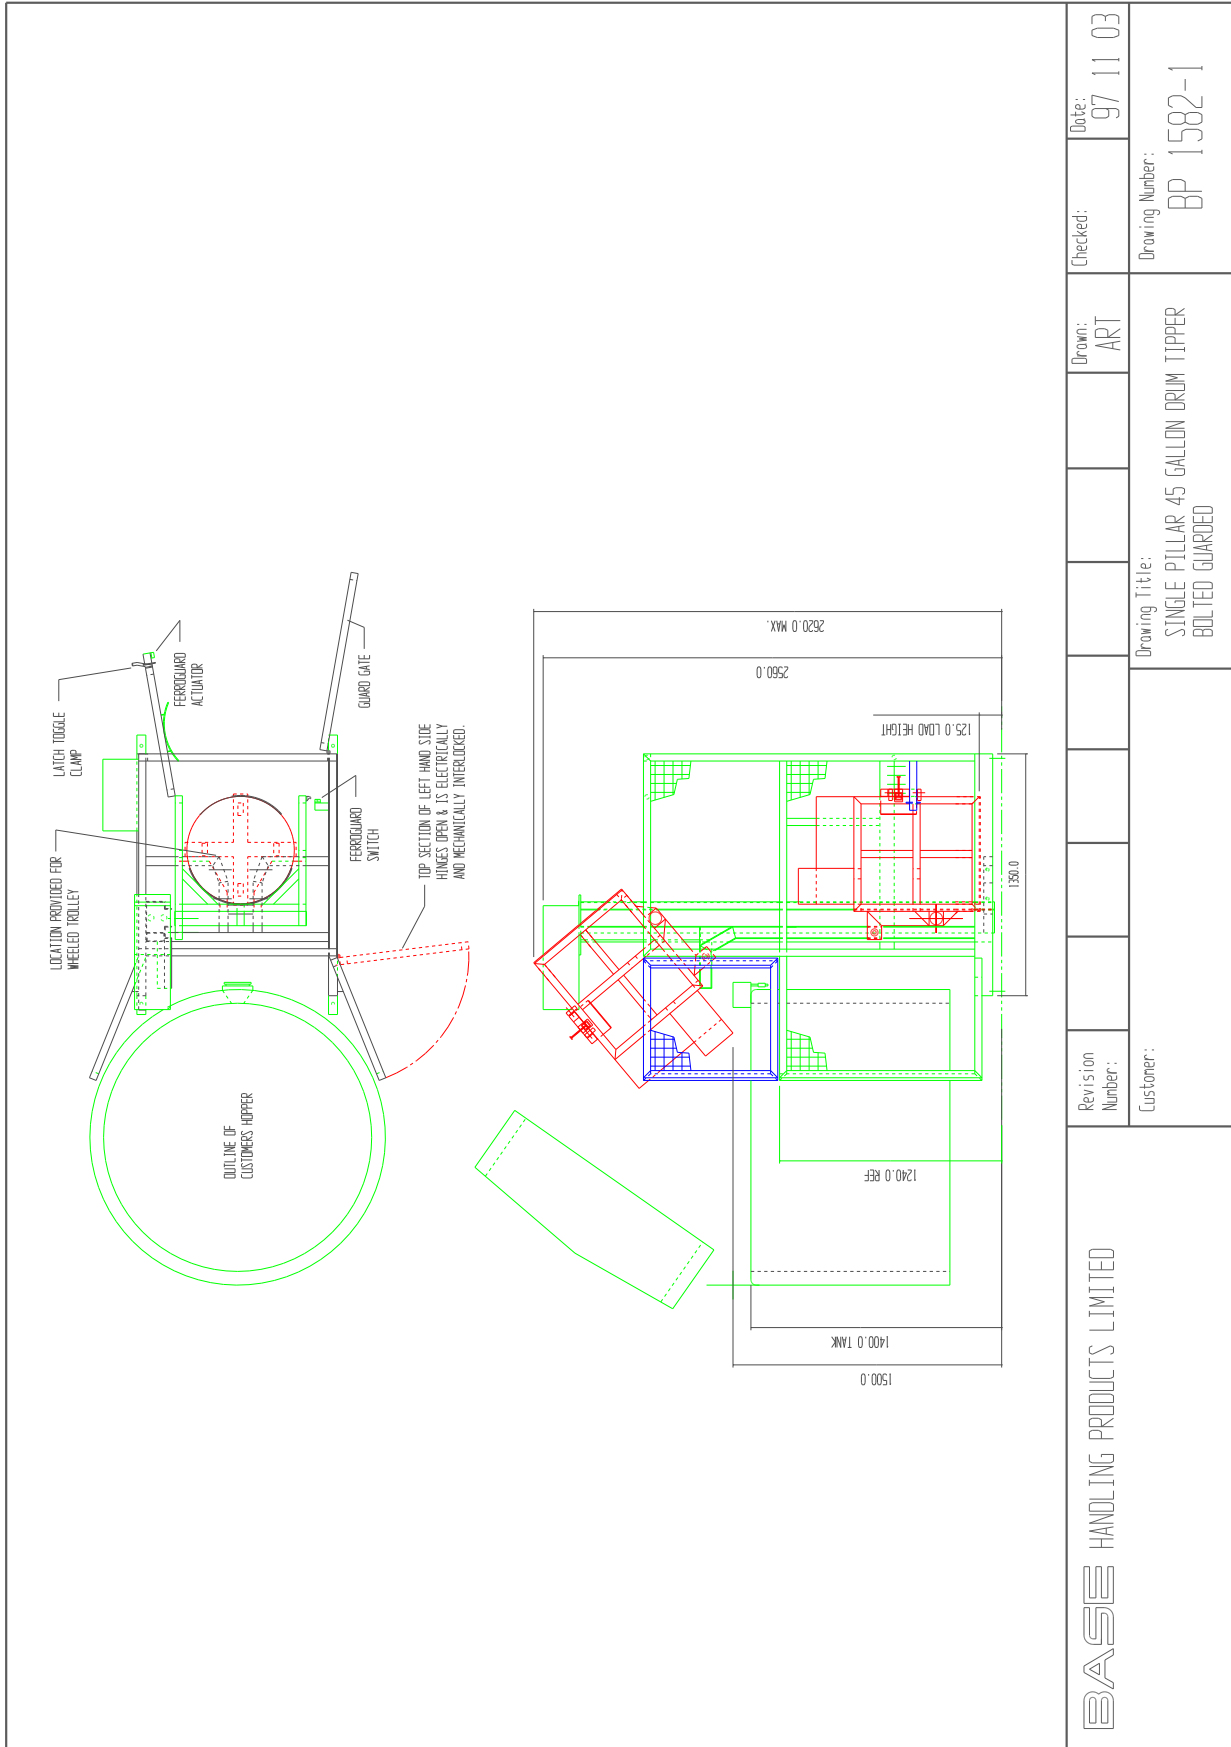 LOCATION PROVIDED FOR
WHEELED TROLLEY
LATCH TOGGLE
CLAMP
FERROGUARD
ACTUATOR
GUARD GATE
FERROGUARD
SWITCH
TOP SECTION OF LEFT HAND SIDE
HINGES OPEN & IS ELECTRICALLY
AND MECHANICALLY INTERLOCKED.
OUTLINE OF
CUSTOMERS HOPPER
2620.0 MAX.
2560.0
125.0 LOAD HEIGHT
1350.0
1240.0 REF
1400.0 TANK
1500.0
BASE HANDLING PRODUCTS LIMITED
Revision
Number:
Customer:
Drawn:
ART
Checked:
Date:
97 11 03
Drawing Title:
SINGLE PILLAR 45 GALLON DRUM TIPPER
BOLTED GUARDED
Drawing Number:
BP 1582-1